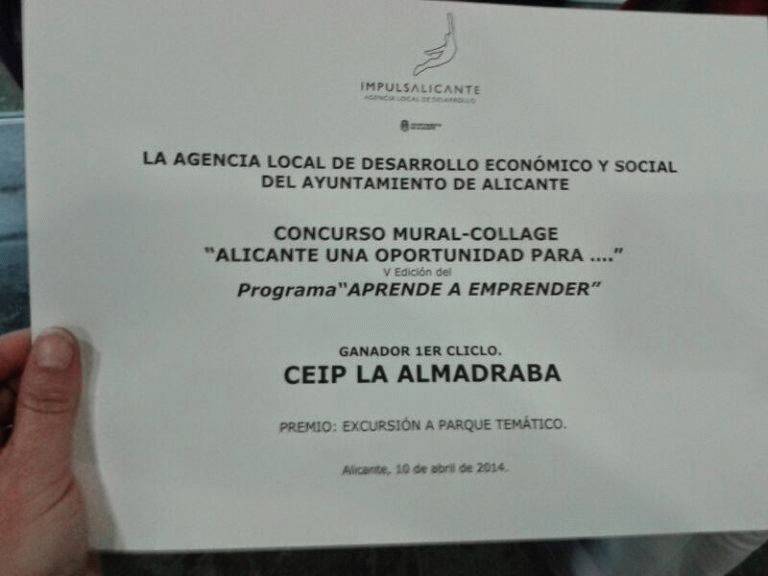 IMPULSALICANTE
AGENCIA LOCAL DE DESARROLLO
LA AGENCIA LOCAL DE DESARROLLO ECONÓMICO Y SOCIAL
DEL AYUNTAMIENTO DE ALICANTE
CONCURSO MURAL-COLLAGE
“ALICANTE UNA OPORTUNIDAD PARA ....”
V Edición del
Programa“APRENDE A EMPRENDER”
GANADOR 1ER CLICLO.
CEIP LA ALMADRABA
PREMIO: EXCURSIÓN A PARQUE TEMÁTICO.
Alicante, 10 de abril de 2014.